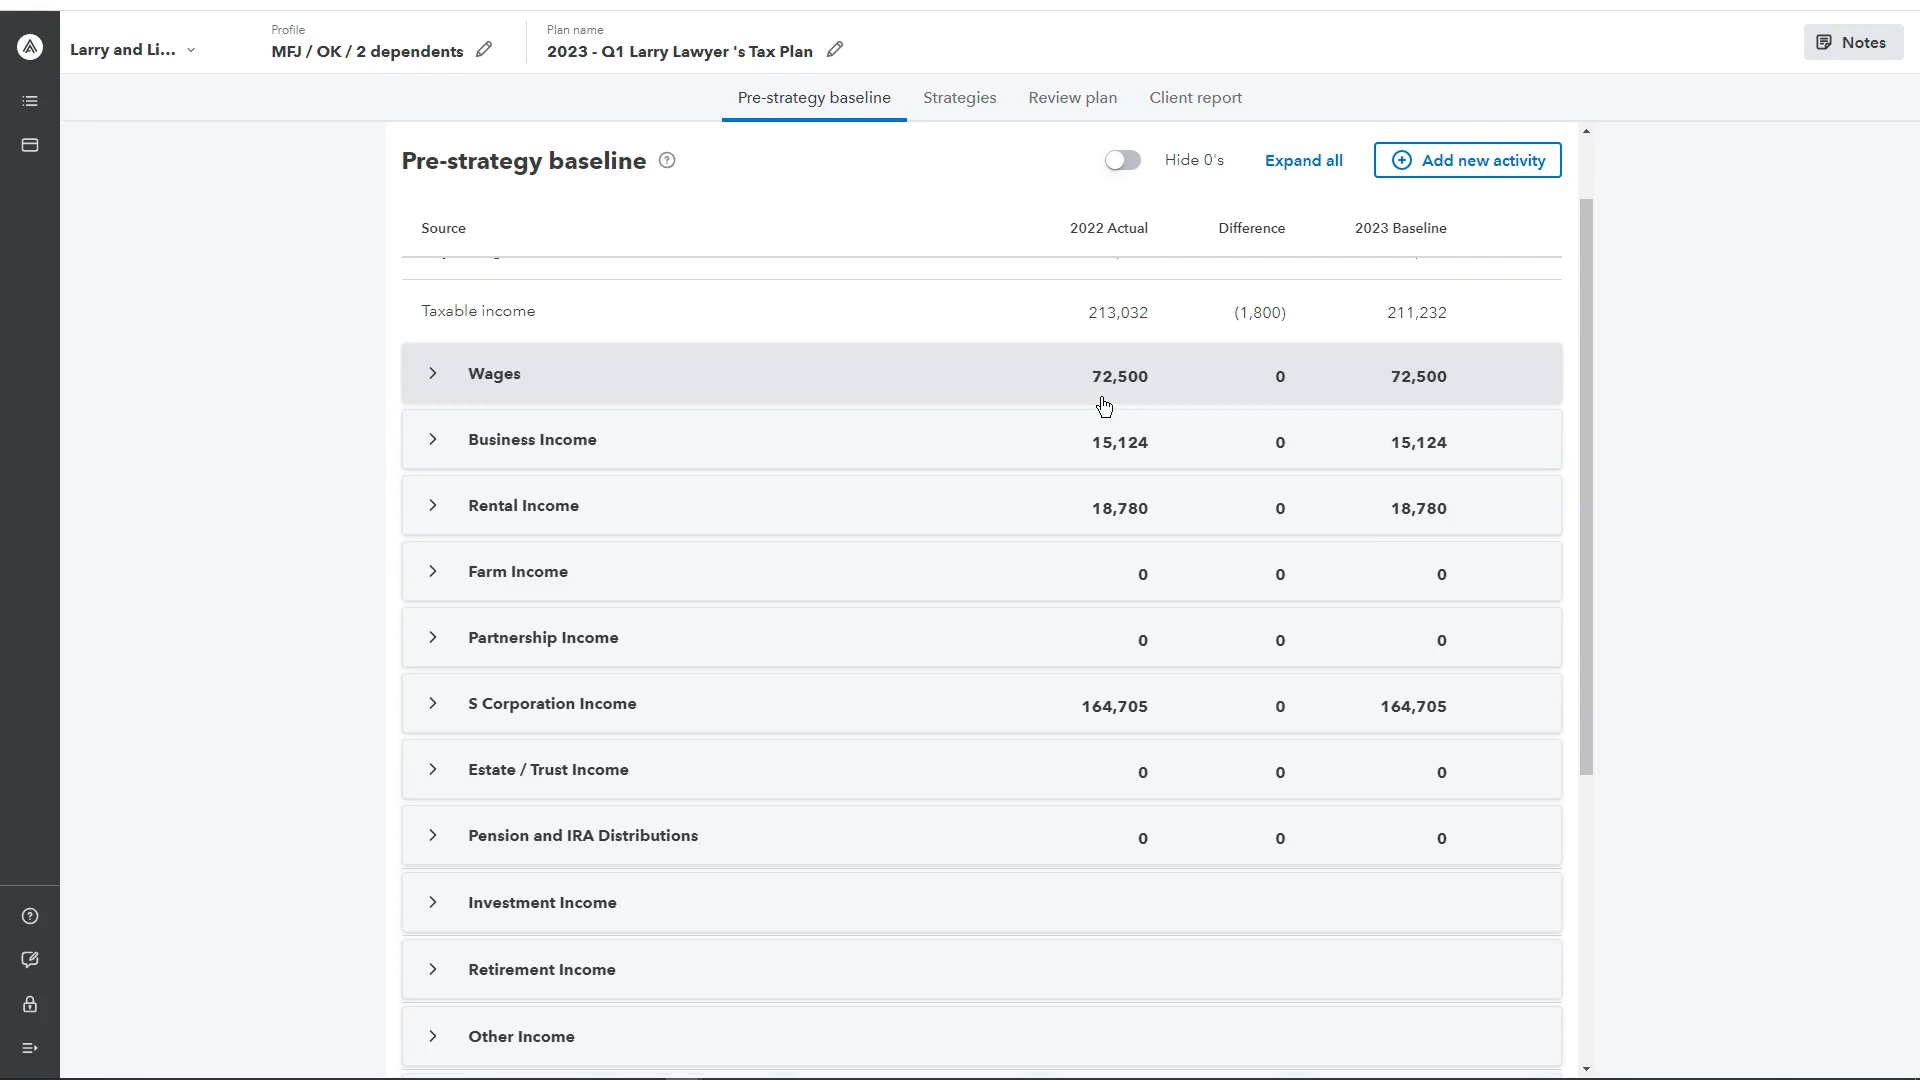 Larry and Li...
Profile
MFJ / OK / 2 dependents
Plan name
2023 - Q1 Larry Lawyer 's Tax Plan
Notes
Pre-strategy baseline
Strategies
Review plan
Client report
Pre-strategy baseline
Hide 0's
Expand all
Add new activity
Source 2022 Actual Difference 2023 Baseline
Taxable income 213,032 (1,800) 211,232
Wages 72,500 0 72,500
Business Income 15,124 0 15,124
Rental Income 18,780 0 18,780
Farm Income 0 0 0
Partnership Income 0 0 0
S Corporation Income 164,705 0 164,705
Estate / Trust Income 0 0 0
Pension and IRA Distributions 0 0 0
Investment Income
Retirement Income
Other Income